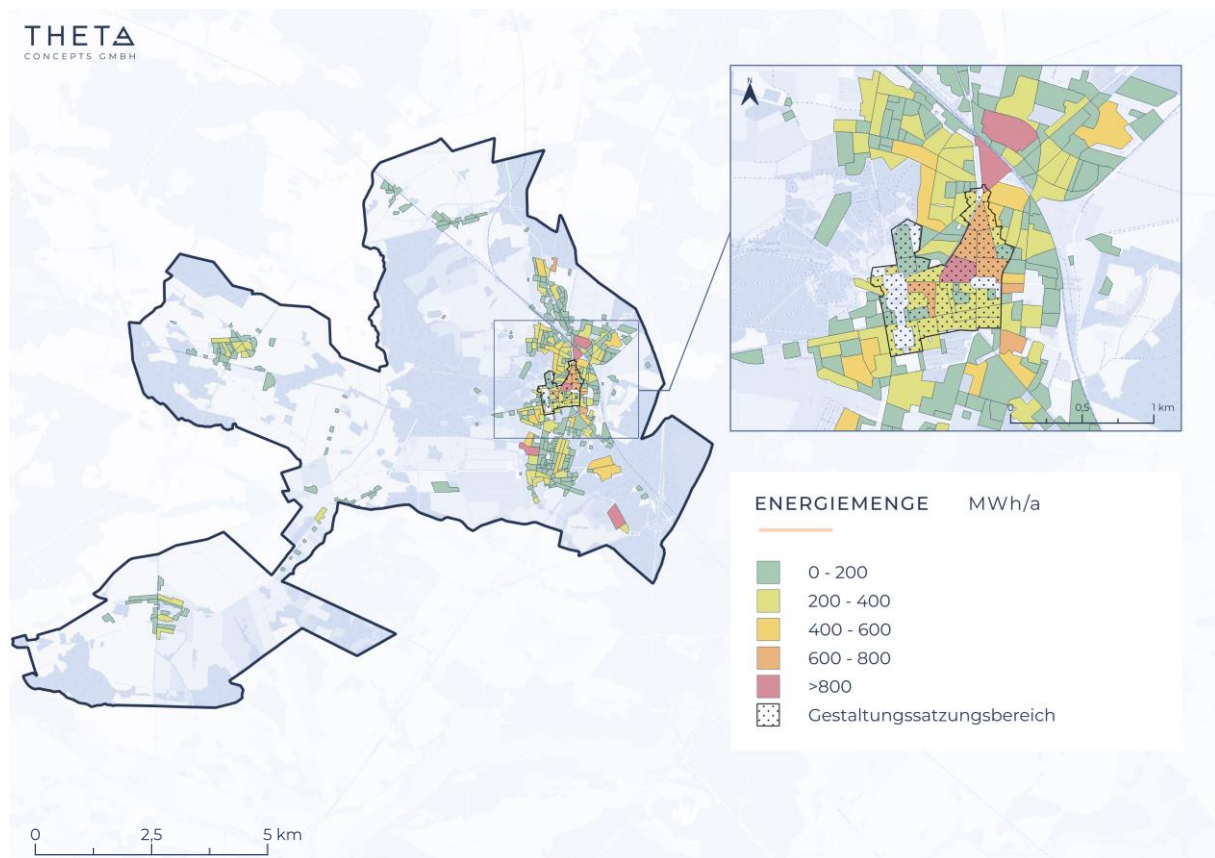 THETA
CONCEPTS GMBH
N
0 0,5 1 km
ENERGIEMENGE MWh/a
0 - 200
200 - 400
400 - 600
600 - 800
>800
Gestaltungssatzungsbereich
0 2,5 5 km